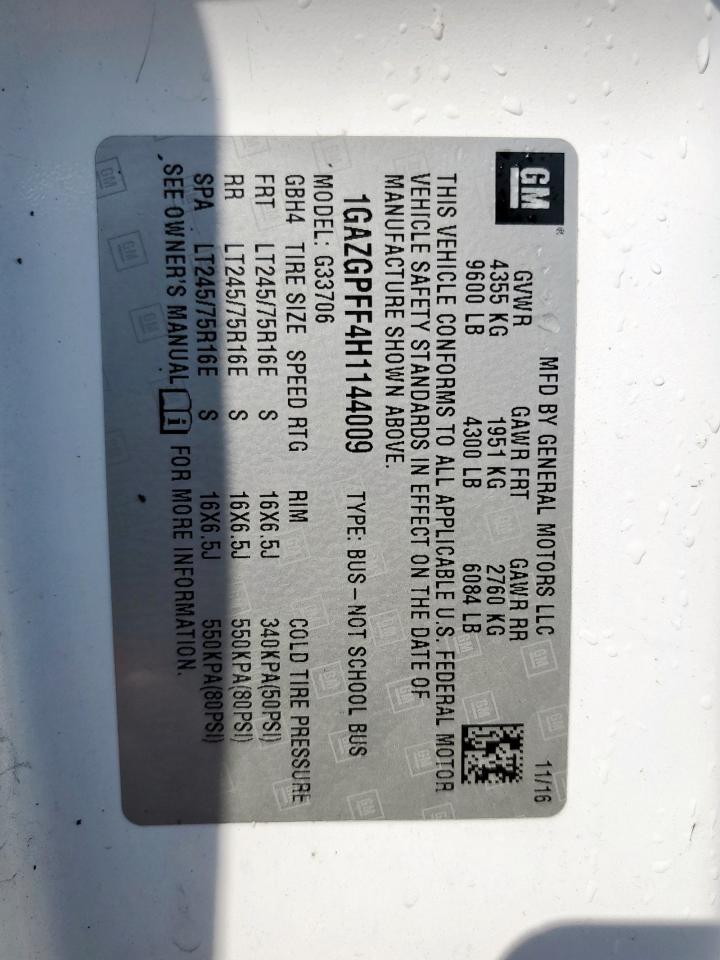 GM
MFD BY GENERAL MOTORS LLC 11/16
GVWR GAWR FRT GAWR RR
4355 KG 1951 KG 2760 KG
9600 LB 4300 LB 6084 LB
THIS VEHICLE CONFORMS TO ALL APPLICABLE U.S. FEDERAL MOTOR
VEHICLE SAFETY STANDARDS IN EFFECT ON THE DATE OF
MANUFACTURE SHOWN ABOVE.
1GAZGPFF4H1144009 TYPE: BUS-NOT SCHOOL BUS
MODEL: G33706
GBH4 TIRE SIZE SPEED RTG RIM COLD TIRE PRESSURE
FRT LT245/75R16E S 16X6.5J 340KPA(50PSI)
RR LT245/75R16E S 16X6.5J 550KPA(80PSI)
SPA LT245/75R16E S 16X6.5J 550KPA(80PSI)
SEE OWNER'S MANUAL i FOR MORE INFORMATION.